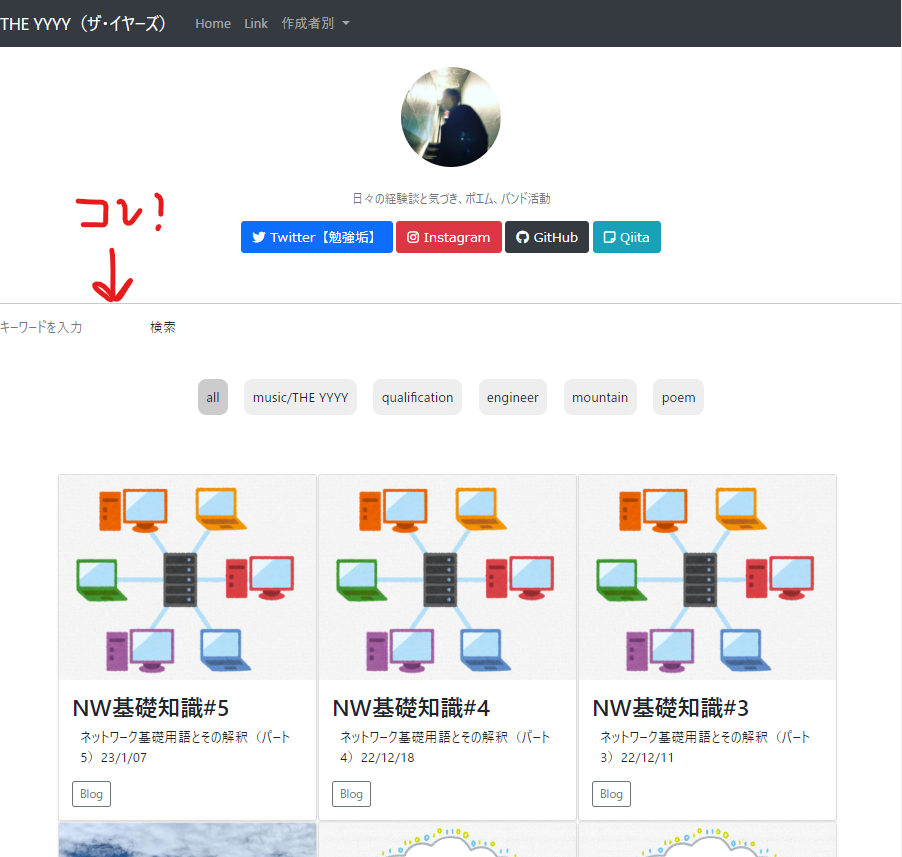 THE YYYY（ザ・イヤーズ） Home Link 作成者別
日々の経験談と気づき、ポエム、バンド活動
コレ!
Twitter【勉強垢】 Instagram GitHub Qiita
キーワードを入力 検索
all music/THE YYYY qualification engineer mountain poem
NW基礎知識#5
ネットワーク基礎用語とその解釈（パート
5）23/1/07
Blog
NW基礎知識#4
ネットワーク基礎用語とその解釈（パート
4）22/12/18
Blog
NW基礎知識#3
ネットワーク基礎用語とその解釈（パート
3）22/12/11
Blog